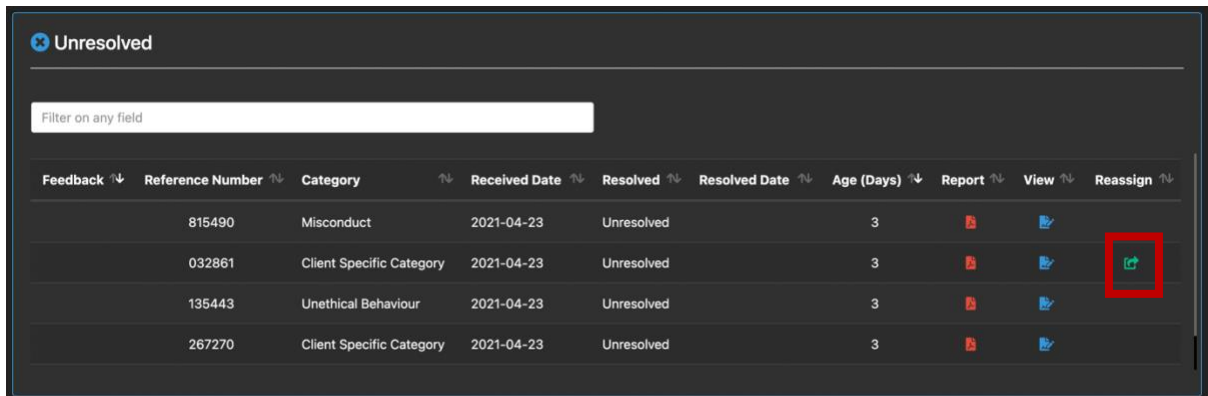 Unresolved
Filter on any field
Feedback Reference Number Category Received Date Resolved Resolved Date Age (Days) Report View Reassign
815490 Misconduct 2021-04-23 Unresolved 3
032861 Client Specific Category 2021-04-23 Unresolved 3
135443 Unethical Behaviour 2021-04-23 Unresolved 3
267270 Client Specific Category 2021-04-23 Unresolved 3